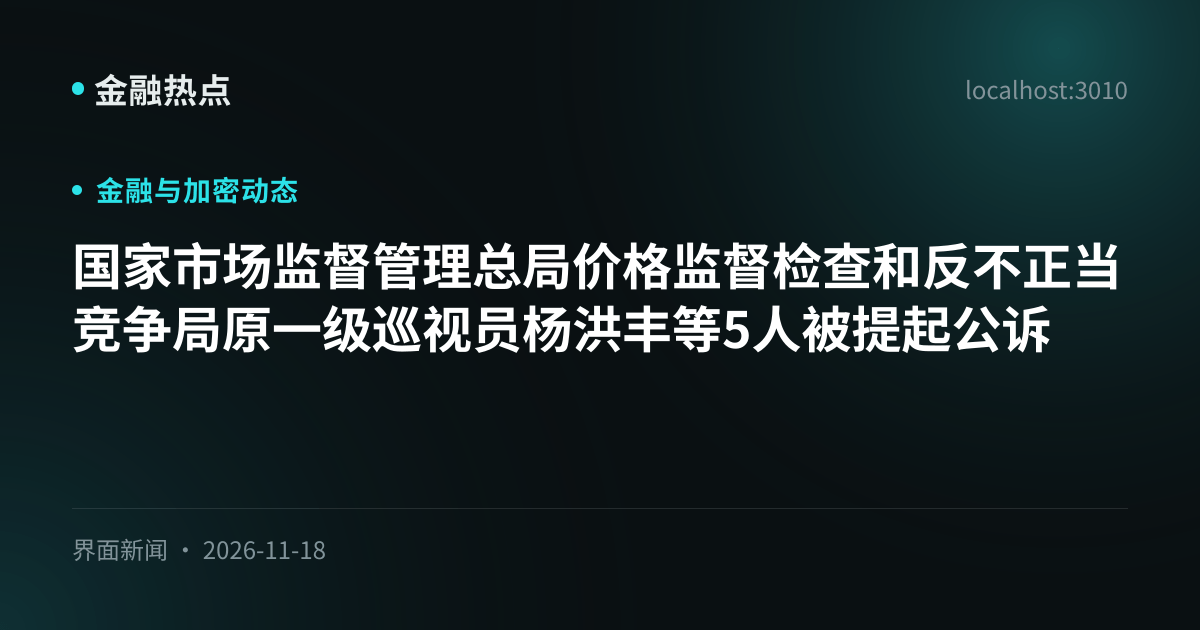 金融热点
localhost:3010
金融与加密动态
国家市场监督管理总局价格监督检查和反不正当
竞争局原一级巡视员杨洪丰等5人被提起公诉
界面新闻 · 2026-11-18